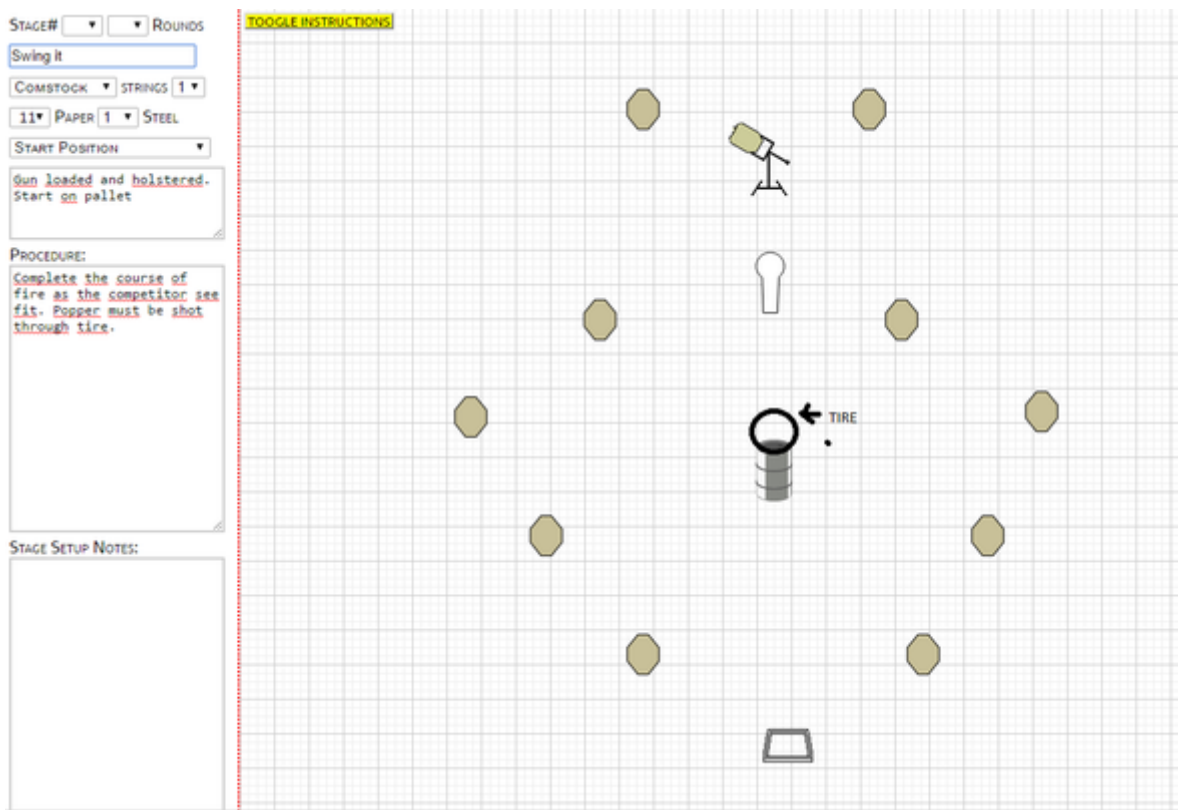 STAGE# ROUNDS
TOOGLE INSTRUCTIONS
Swing it
COMSTOCK STRINGS 1
11 PAPER 1 STEEL
START POSITION
Gun loaded and holstered.
Start on pallet
PROCEDURE:
Complete the course of
fire as the competitor see
fit. Popper must be shot
through tire.
TIRE
STAGE SETUP NOTES: